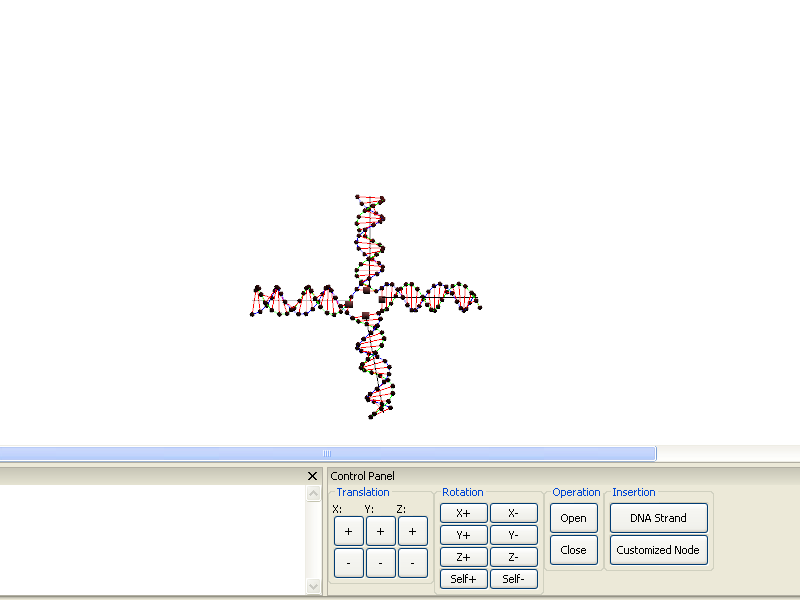 Control Panel
Translation
X: Y: Z:
+ + +
- - -
Rotation
X+ X-
Y+ Y-
Z+ Z-
Self+ Self-
Operation
Open
Close
Insertion
DNA Strand
Customized Node